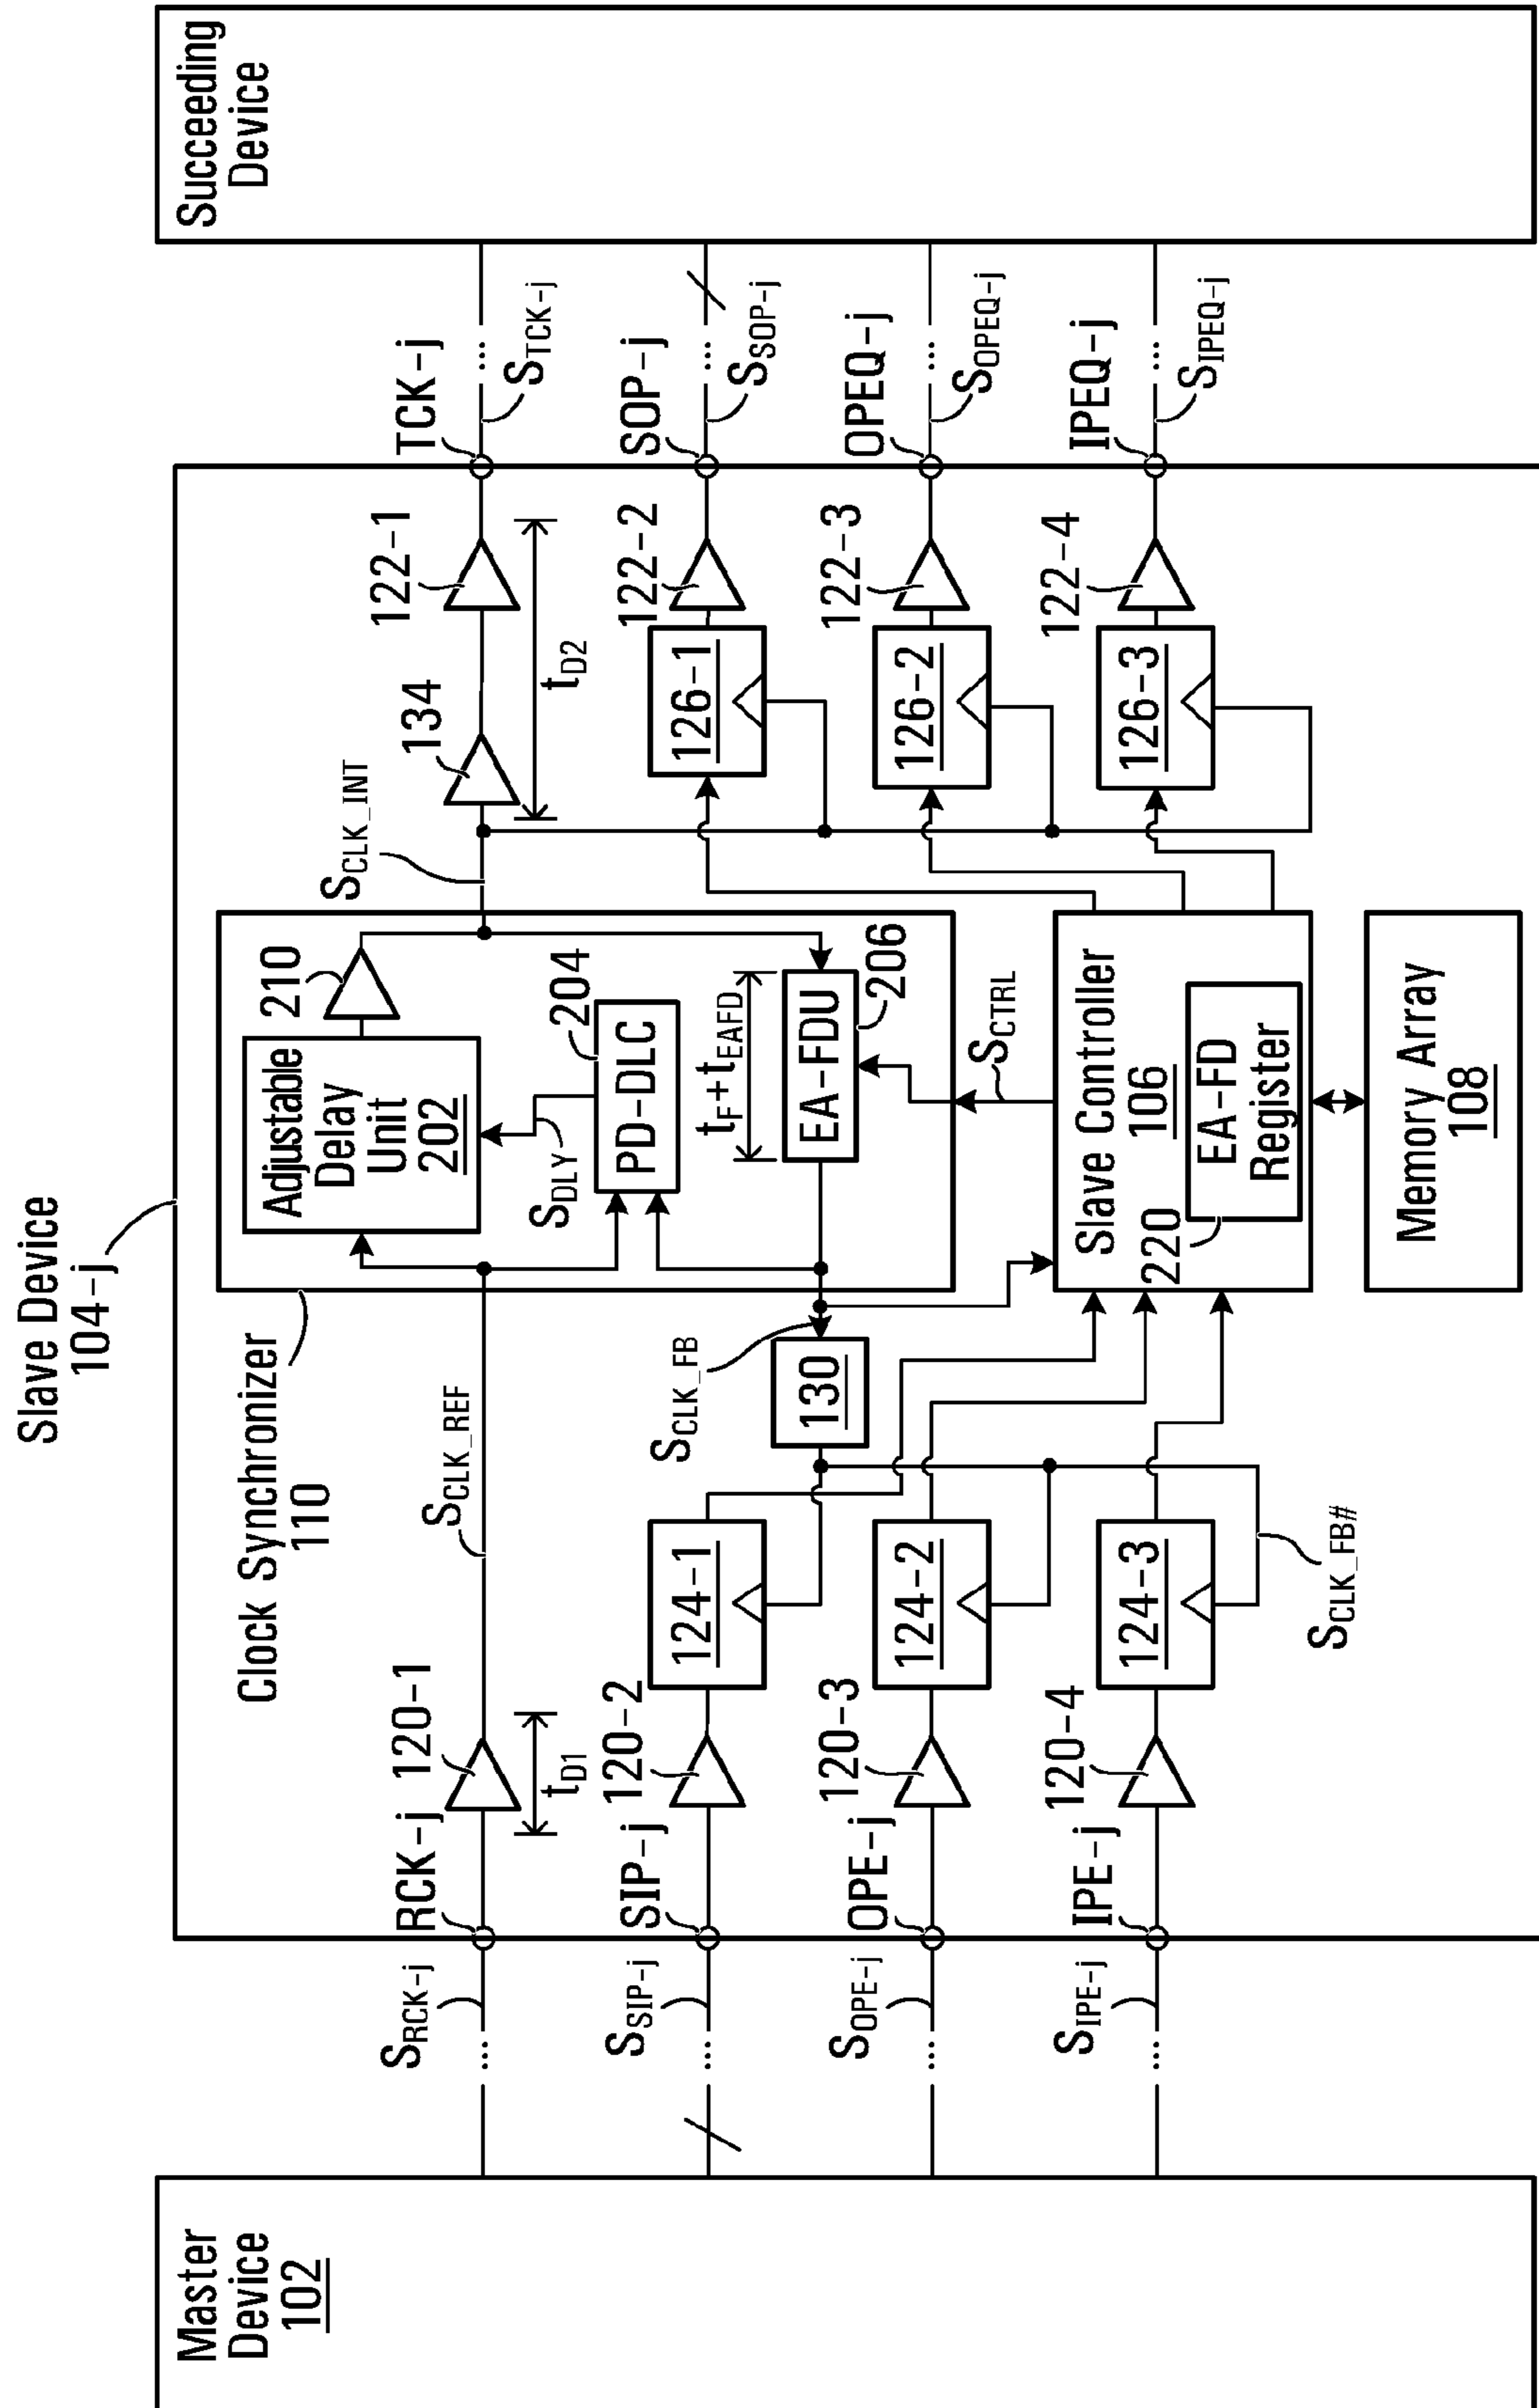 Slave Device
104-j
Master
Device
102
Succeeding
Device
Clock Synchronizer
110
SRCK-j
RCK-j
120-1
tD1
SCLK_REF
Adjustable
Delay
Unit
202
210
SCLK_INT
134
122-1
tD2
TCK-j
STCK-j
SDLY
PD-DLC
204
SSIP-j
SIP-j
120-2
124-1
SCLK_FB
130
tF+tEAFD
EA-FDU
206
126-1
122-2
SOP-j
SSOP-j
SOPE-j
OPE-j
120-3
124-2
SCTRL
126-2
122-3
OPEQ-j
SOPEQ-j
SIPE-j
IPE-j
120-4
124-3
SCLK_FB#
Slave Controller
106
220
EA-FD
Register
126-3
122-4
IPEQ-j
SIPEQ-j
Memory Array
108